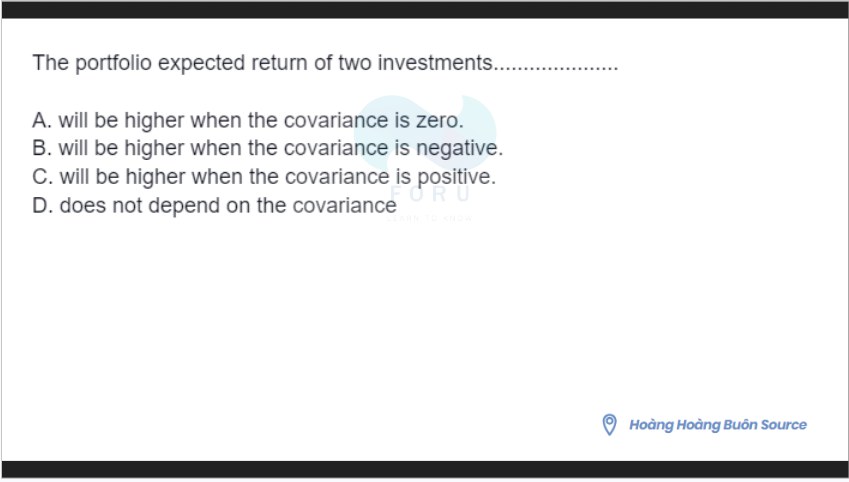 The portfolio expected return of two investments.....................
A. will be higher when the covariance is zero.
B. will be higher when the covariance is negative.
C. will be higher when the covariance is positive.
FORU
D. does not depend on the covariance
Hoàng Hoàng Buôn Source